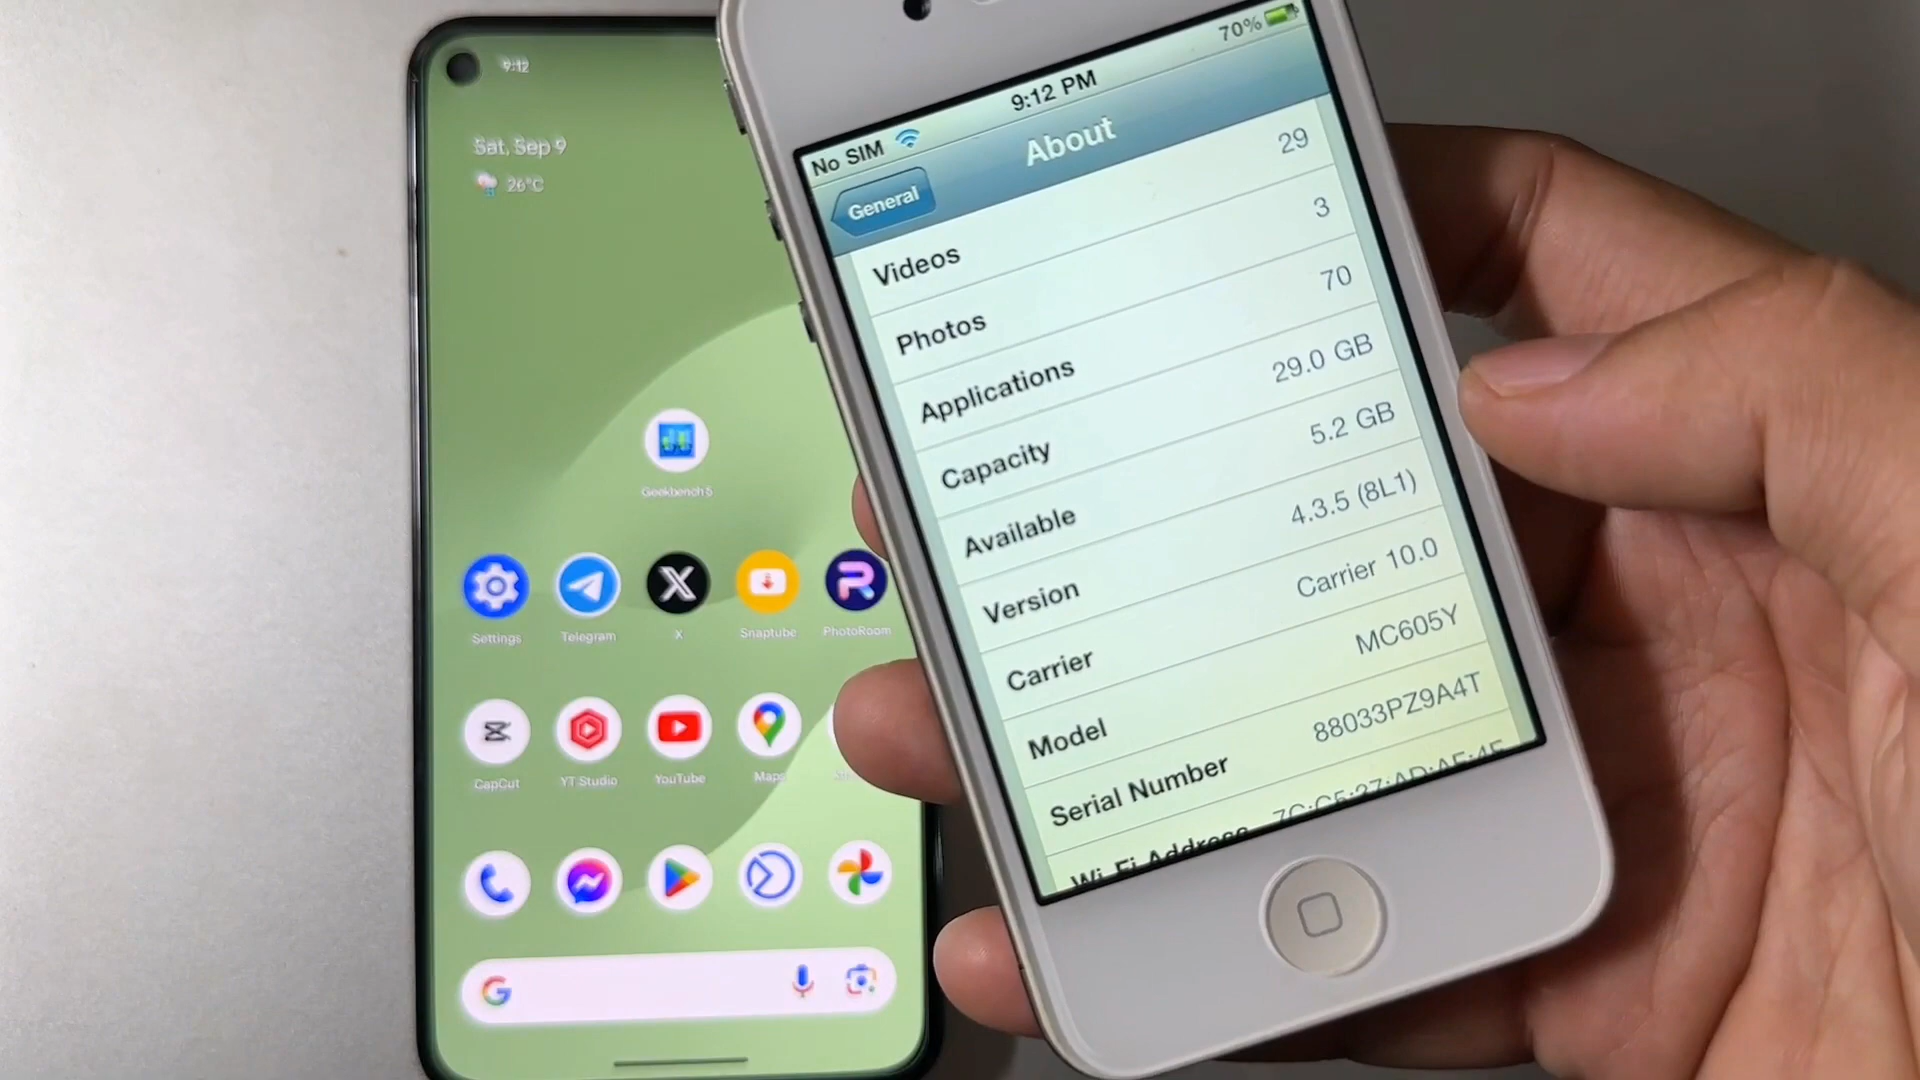 9:12
Sat, Sep 9
26°C
Geekbench 5
Settings
Telegram
X
Snaptube
PhotoRoom
CapCut
YT Studio
YouTube
Maps
No SIM 9:12 PM 70%
General
About
Videos 29
Photos 3
Applications 70
Capacity 29.0 GB
Available 5.2 GB
Version 4.3.5 (8L1)
Carrier Carrier 10.0
Model MC605Y
Serial Number 88033PZ9A4T
Wi-Fi Address